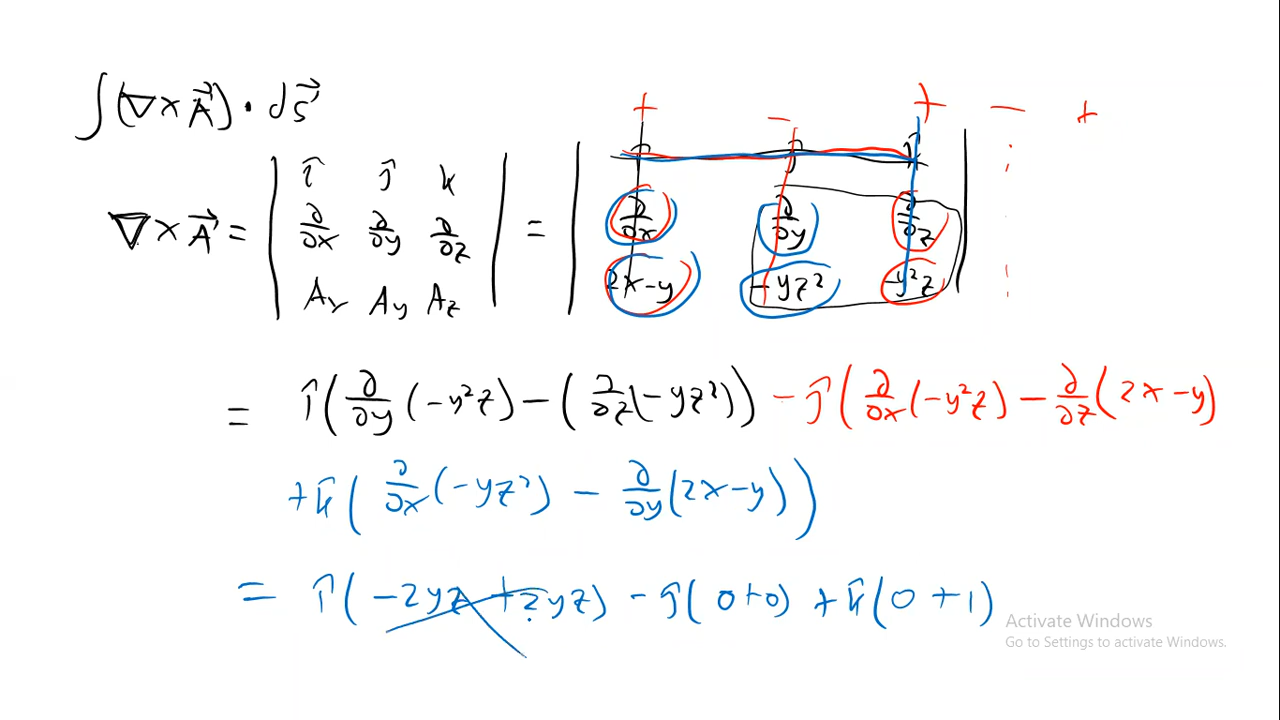 ∫(∇×A⃗)·ds⃗
+ − + − +
∇×A⃗ = | î ĵ k̂ ; ∂/∂x ∂/∂y ∂/∂z ; Ax Ay Az | = | î ĵ k̂ ; ∂/∂x ∂/∂y ∂/∂z ; 2x−y −yz² −y²z |
= î(∂/∂y(−y²z)−(∂/∂z(−yz²)) −ĵ(∂/∂x(−y²z)−∂/∂z(2x−y)
+k̂(∂/∂x(−yz²) − ∂/∂y(2x−y))
= î(−2yz+2yz) −ĵ(0+0) +k̂(0+1)
Activate Windows
Go to Settings to activate Windows.